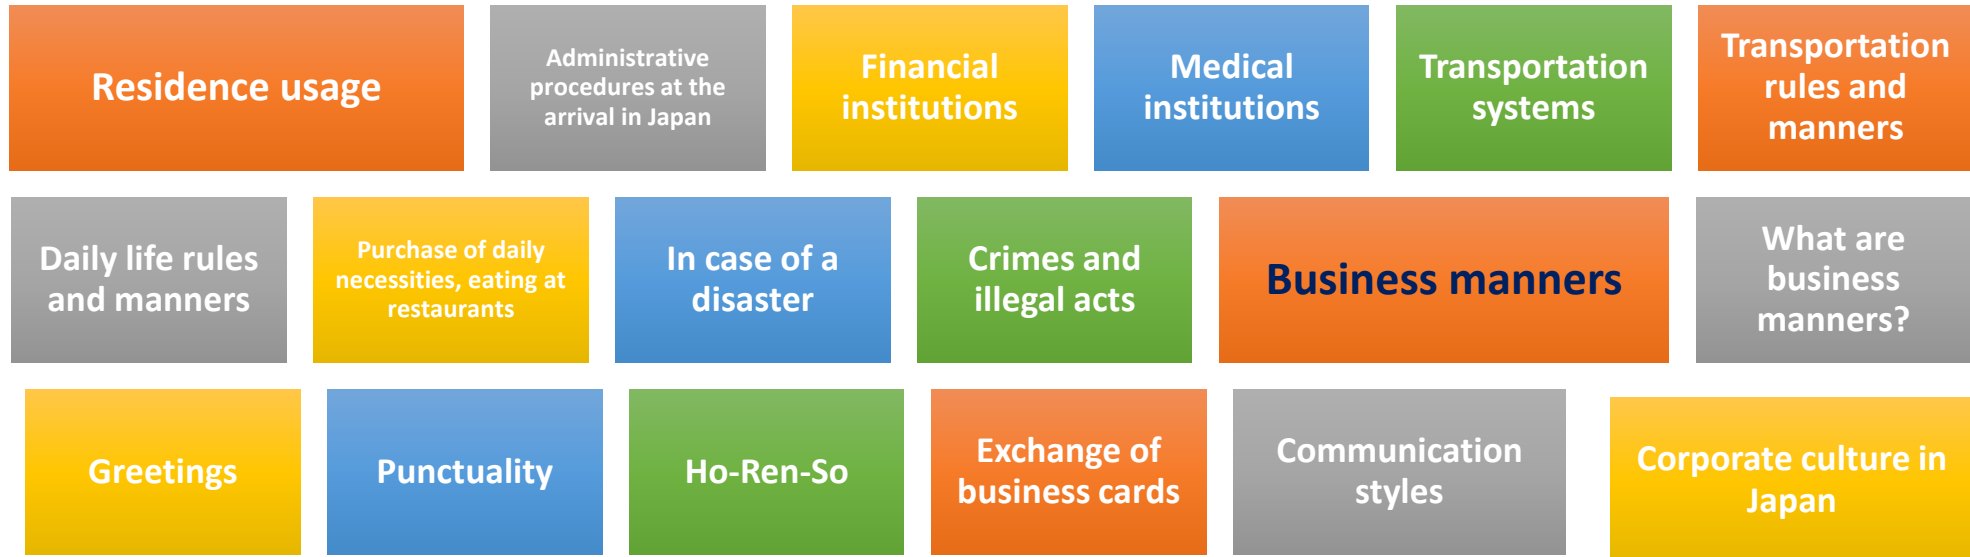 Residence usage
Administrative
procedures at the
arrival in Japan
Financial
institutions
Medical
institutions
Transportation
systems
Transportation
rules and
manners
Daily life rules
and manners
Purchase of daily
necessities, eating at
restaurants
In case of a
disaster
Crimes and
illegal acts
Business manners
What are
business
manners?
Greetings
Punctuality
Ho-Ren-So
Exchange of
business cards
Communication
styles
Corporate culture in
Japan